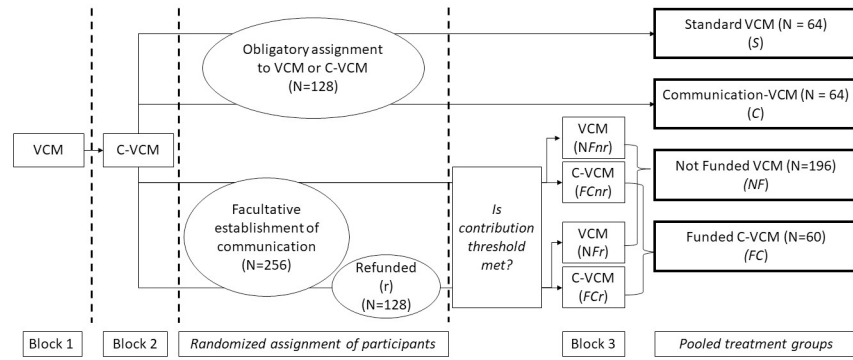 Standard VCM (N = 64)
(S)
Obligatory assignment
to VCM or C-VCM
(N=128)
Communication-VCM (N = 64)
(C)
VCM
C-VCM
VCM
(NFnr)
C-VCM
(FCnr)
Not Funded VCM (N=196)
(NF)
Facultative
establishment of
communication
(N=256)
Is
contribution
threshold
met?
VCM
(NFr)
C-VCM
(FCr)
Funded C-VCM (N=60)
(FC)
Refunded
(r)
(N=128)
Block 1
Block 2
Randomized assignment of participants
Block 3
Pooled treatment groups